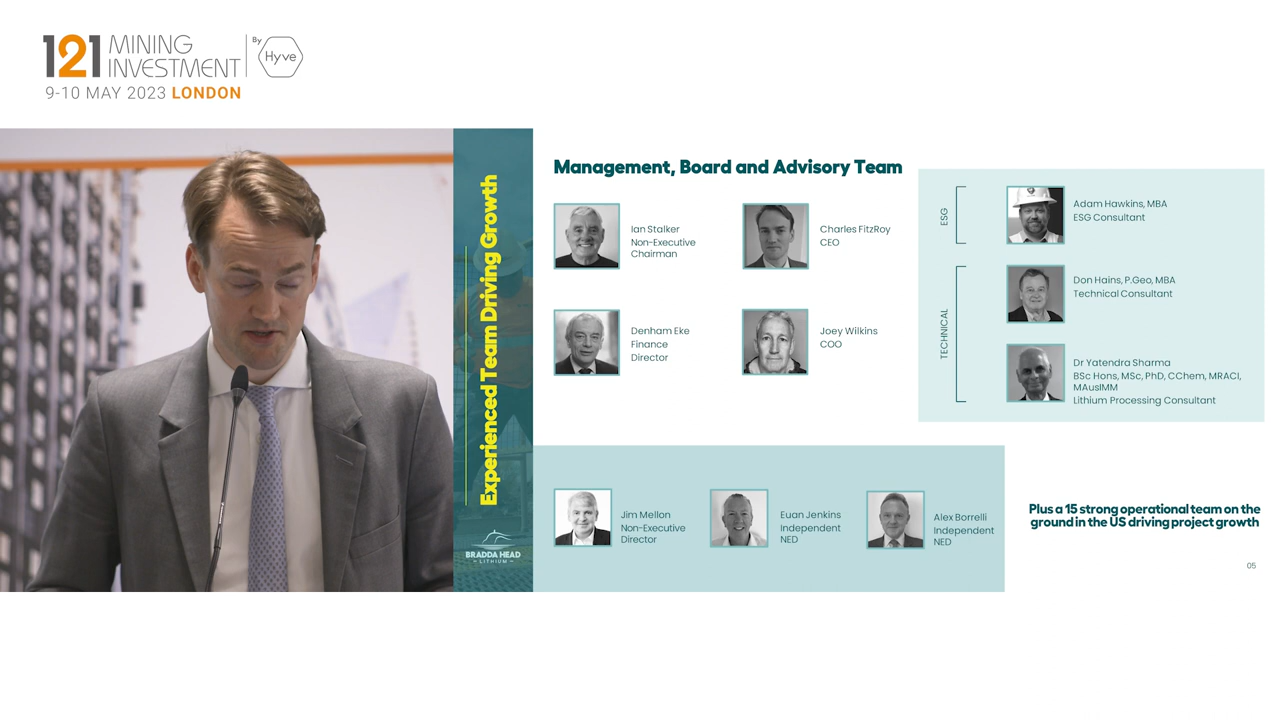 121 MINING
INVESTMENT
By
Hyve
9-10 MAY 2023 LONDON
Experienced Team Driving Growth
BRADDA HEAD
LITHIUM
Management, Board and Advisory Team
Ian Stalker
Non-Executive
Chairman
Charles FitzRoy
CEO
Denham Eke
Finance
Director
Joey Wilkins
COO
ESG
Adam Hawkins, MBA
ESG Consultant
TECHNICAL
Don Hains, P.Geo, MBA
Technical Consultant
Dr Yatendra Sharma
BSc Hons, MSc, PhD, CChem, MRACI,
MAusIMM
Lithium Processing Consultant
Jim Mellon
Non-Executive
Director
Euan Jenkins
Independent
NED
Alex Borrelli
Independent
NED
Plus a 15 strong operational team on the
ground in the US driving project growth
05